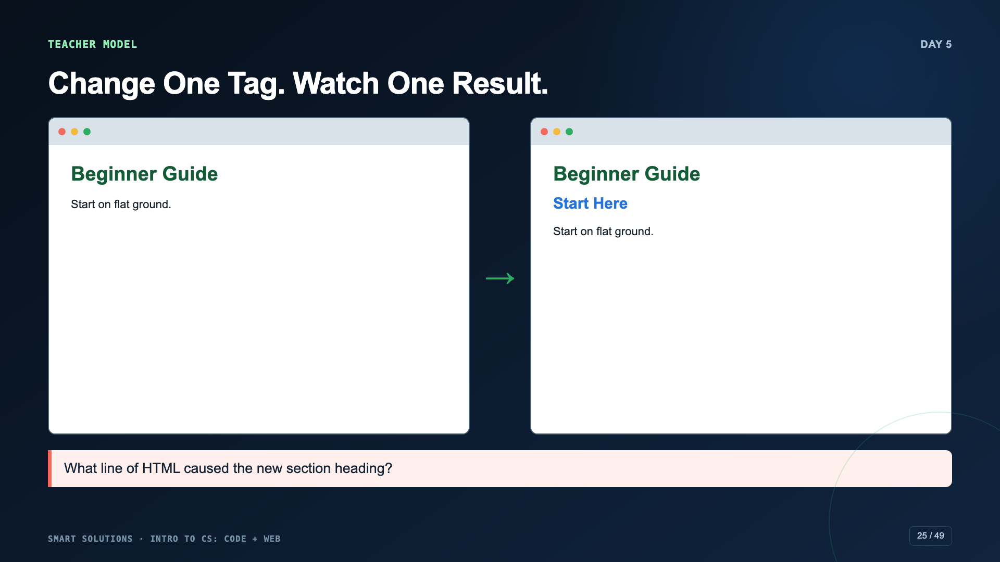 TEACHER MODEL
DAY 5
Change One Tag. Watch One Result.
Beginner Guide
Start on flat ground.
→
Beginner Guide
Start Here
Start on flat ground.
What line of HTML caused the new section heading?
SMART SOLUTIONS · INTRO TO CS: CODE + WEB
25 / 49